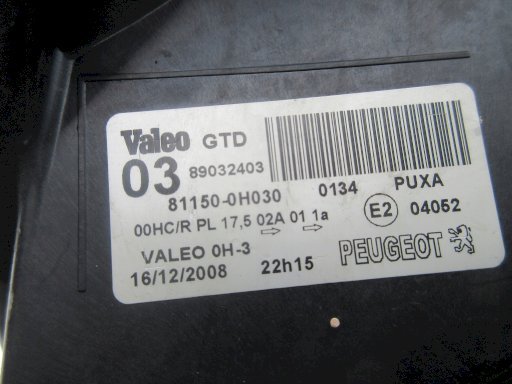 Valeo GTD
03 89032403
81150-0H030 0134 PUXA
00HC/R PL 17,5 02A 01 1a E2 04052
VALEO 0H-3
16/12/2008 22h15 PEUGEOT